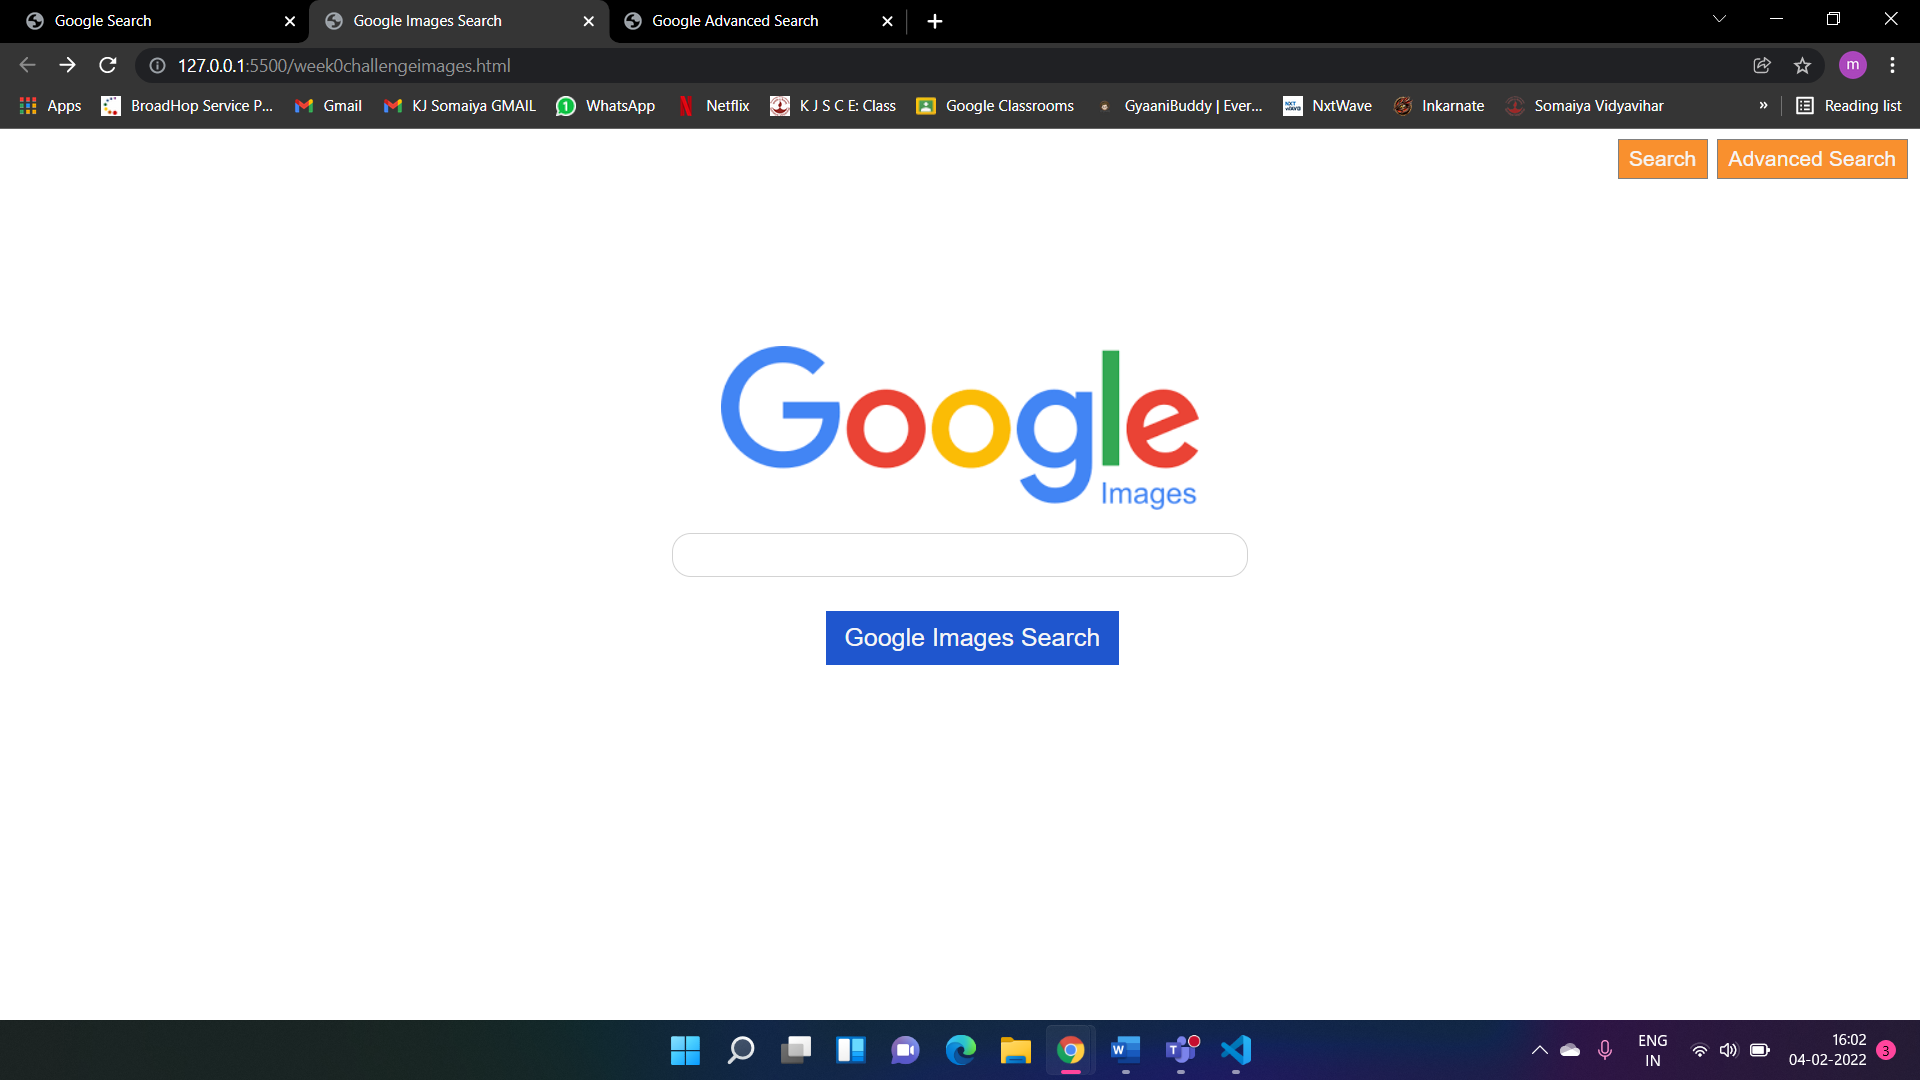 Google Search
Google Images Search
Google Advanced Search
127.0.0.1:5500/week0challengeimages.html
m
Apps
BroadHop Service P...
Gmail
KJ Somaiya GMAIL
1
WhatsApp
Netflix
K J S C E: Class
Google Classrooms
GyaaniBuddy | Ever...
NxtWave
Inkarnate
Somaiya Vidyavihar
»
Reading list
Search
Advanced Search
Google
Images
Google Images Search
W
T
ENG
IN
16:02
04-02-2022
3